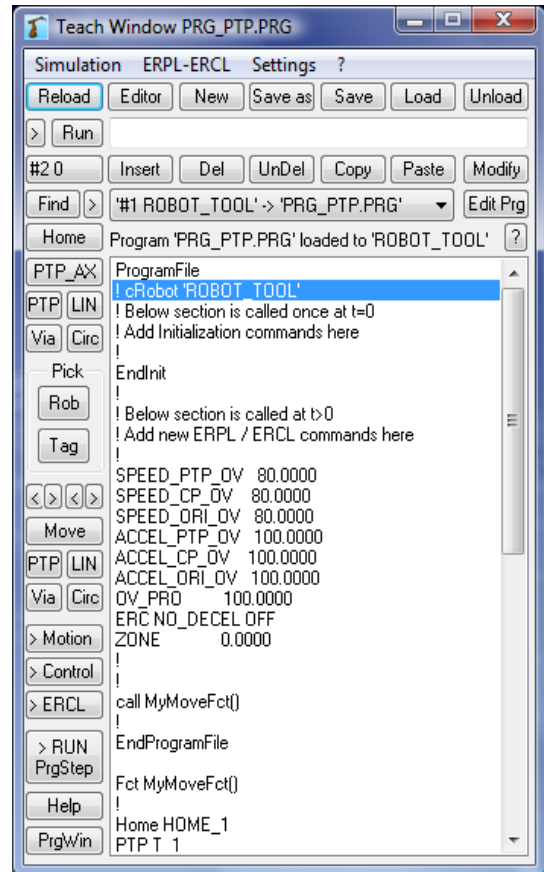 Teach Window PRG_PTP.PRG
Simulation ERPL-ERCL Settings ?
Reload Editor New Save as Save Load Unload
> Run
#2 0 Insert Del UnDel Copy Paste Modify
Find > '#1 ROBOT_TOOL' -> 'PRG_PTP.PRG' Edit Prg
Home Program 'PRG_PTP.PRG' loaded to 'ROBOT_TOOL' ?
PTP_AX
PTP LIN
Via Circ
Pick
Rob
Tag
< > < >
Move
PTP LIN
Via Circ
> Motion
> Control
> ERCL
> RUN
PrgStep
Help
PrgWin
ProgramFile
! cRobot 'ROBOT_TOOL'
! Below section is called once at t=0
! Add Initialization commands here
!
EndInit
!
! Below section is called at t>0
! Add new ERPL / ERCL commands here
!
SPEED_PTP_OV 80.0000
SPEED_CP_OV 80.0000
SPEED_ORI_OV 80.0000
ACCEL_PTP_OV 100.0000
ACCEL_CP_OV 100.0000
ACCEL_ORI_OV 100.0000
OV_PRO 100.0000
ERC NO_DECEL OFF
ZONE 0.0000
!
!
call MyMoveFct()
!
EndProgramFile
Fct MyMoveFct()
!
Home HOME_1
PTP T_1